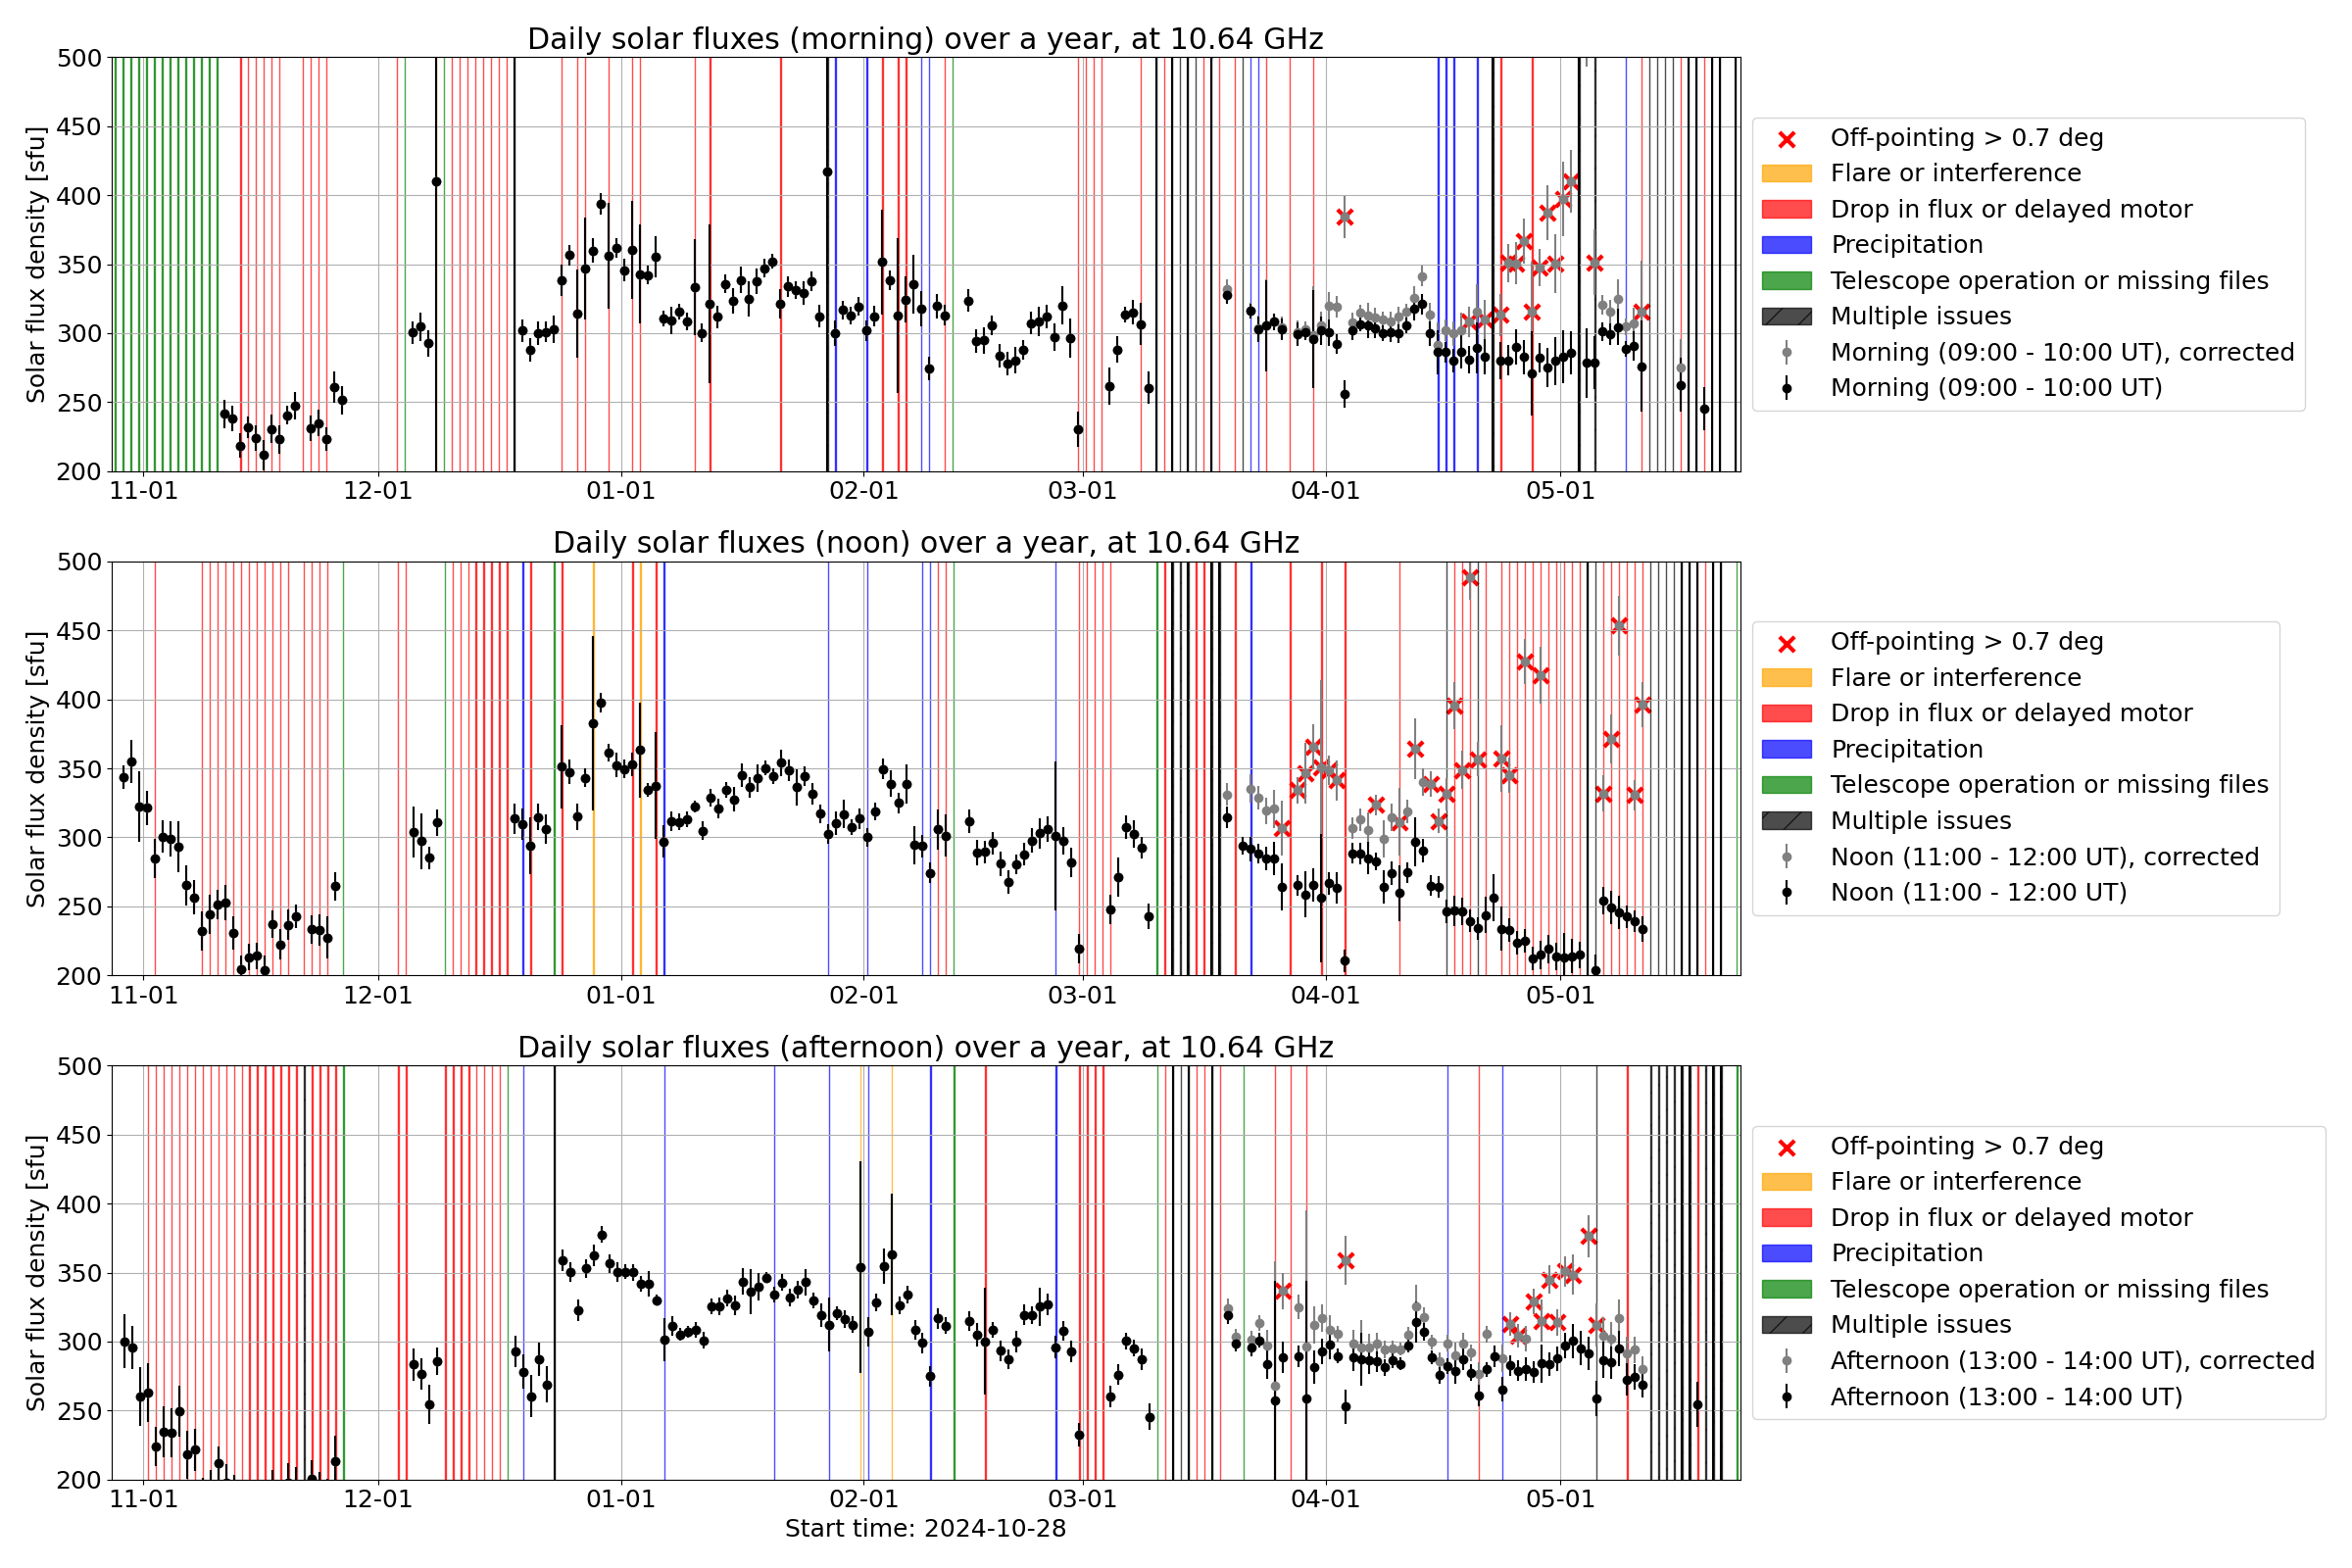 Daily solar fluxes (morning) over a year, at 10.64 GHz
Solar flux density [sfu]
500
450
400
350
300
250
200
11-01 12-01 01-01 02-01 03-01 04-01 05-01
Off-pointing > 0.7 deg
Flare or interference
Drop in flux or delayed motor
Precipitation
Telescope operation or missing files
Multiple issues
Morning (09:00 - 10:00 UT), corrected
Morning (09:00 - 10:00 UT)
Daily solar fluxes (noon) over a year, at 10.64 GHz
Solar flux density [sfu]
500
450
400
350
300
250
200
11-01 12-01 01-01 02-01 03-01 04-01 05-01
Off-pointing > 0.7 deg
Flare or interference
Drop in flux or delayed motor
Precipitation
Telescope operation or missing files
Multiple issues
Noon (11:00 - 12:00 UT), corrected
Noon (11:00 - 12:00 UT)
Daily solar fluxes (afternoon) over a year, at 10.64 GHz
Solar flux density [sfu]
500
450
400
350
300
250
200
11-01 12-01 01-01 02-01 03-01 04-01 05-01
Start time: 2024-10-28
Off-pointing > 0.7 deg
Flare or interference
Drop in flux or delayed motor
Precipitation
Telescope operation or missing files
Multiple issues
Afternoon (13:00 - 14:00 UT), corrected
Afternoon (13:00 - 14:00 UT)